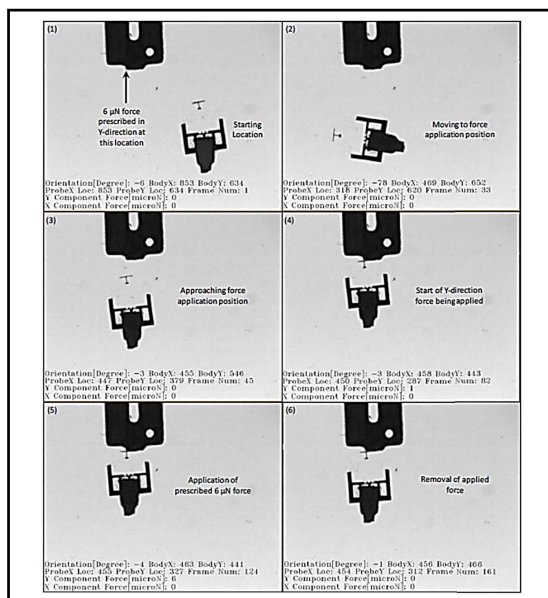 (1)
6 µN force
prescribed in
Y-direction at
this location
Starting
Location
Orientation[Degree]: -6 BodyX: 853 BodyY: 634
ProbeX Loc: 853 ProbeY Loc: 634 Frame Num: 1
Y Component Force[microN]: 0
X Component Force[microN]: 0
(2)
Moving to force
application position
Orientation[Degree]: -78 BodyX: 469 BodyY: 652
ProbeX Loc: 318 ProbeY Loc: 620 Frame Num: 33
Y Component Force[microN]: 0
X Component Force[microN]: 0
(3)
Approaching force
application position
Orientation[Degree]: -3 BodyX: 455 BodyY: 546
ProbeX Loc: 447 ProbeY Loc: 379 Frame Num: 45
Y Component Force[microN]: 0
X Component Force[microN]: 0
(4)
Start of Y-direction
force being applied
Orientation[Degree]: -3 BodyX: 458 BodyY: 443
ProbeX Loc: 450 ProbeY Loc: 287 Frame Num: 82
Y Component Force[microN]: 1
X Component Force[microN]: 0
(5)
Application of
prescribed 6 µN force
Orientation[Degree]: -4 BodyX: 463 BodyY: 441
ProbeX Loc: 455 ProbeY Loc: 327 Frame Num: 124
Y Component Force[microN]: 6
X Component Force[microN]: 0
(6)
Removal of applied
force
Orientation[Degree]: -1 BodyX: 456 BodyY: 466
ProbeX Loc: 454 ProbeY Loc: 312 Frame Num: 161
Y Component Force[microN]: 0
X Component Force[microN]: 0